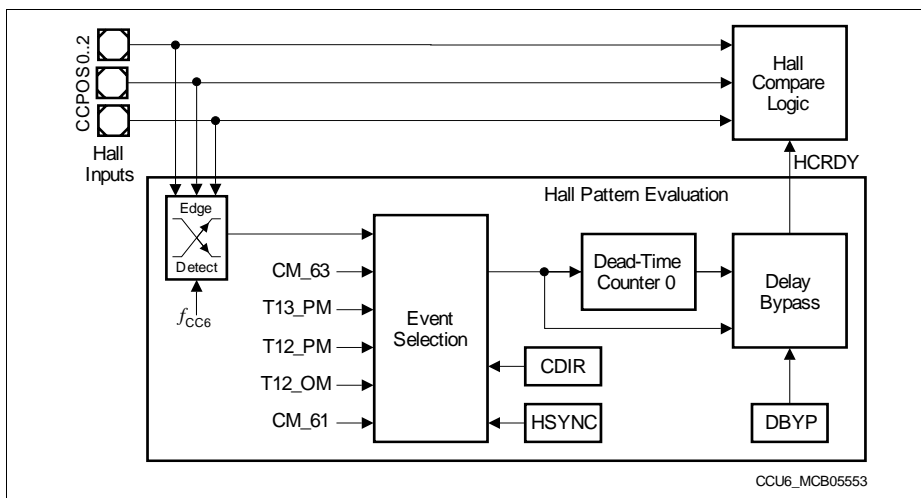 CCPOS0..2
Hall
Inputs
Hall
Compare
Logic
HCRDY
Hall Pattern Evaluation
Edge
Detect
fCC6
CM_63
T13_PM
T12_PM
T12_OM
CM_61
Event
Selection
Dead-Time
Counter 0
Delay
Bypass
CDIR
HSYNC
DBYP
CCU6_MCB05553